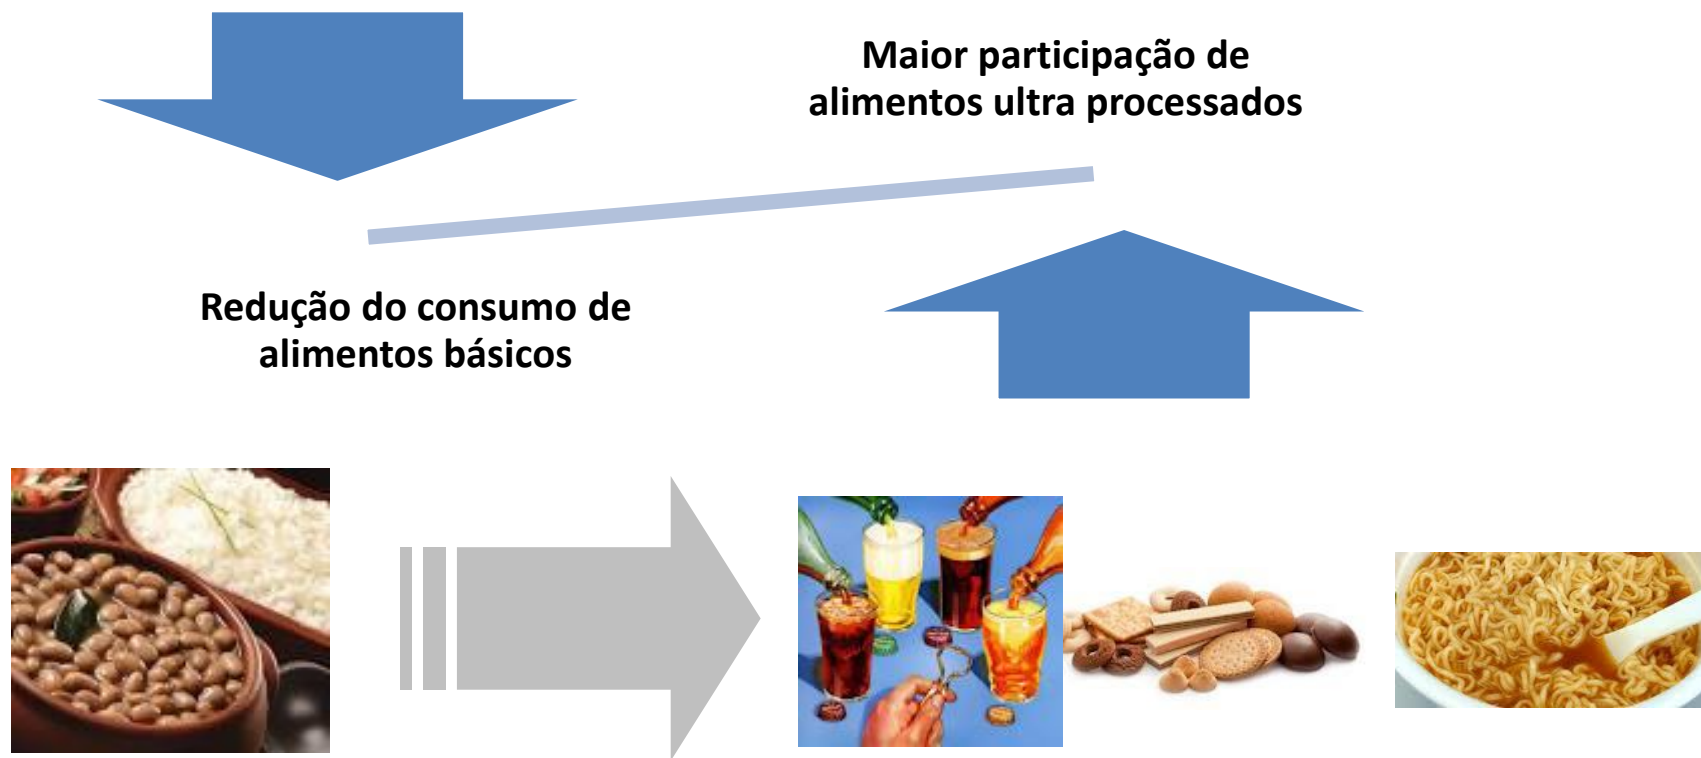 Maior participação de
alimentos ultra processados
Redução do consumo de
alimentos básicos